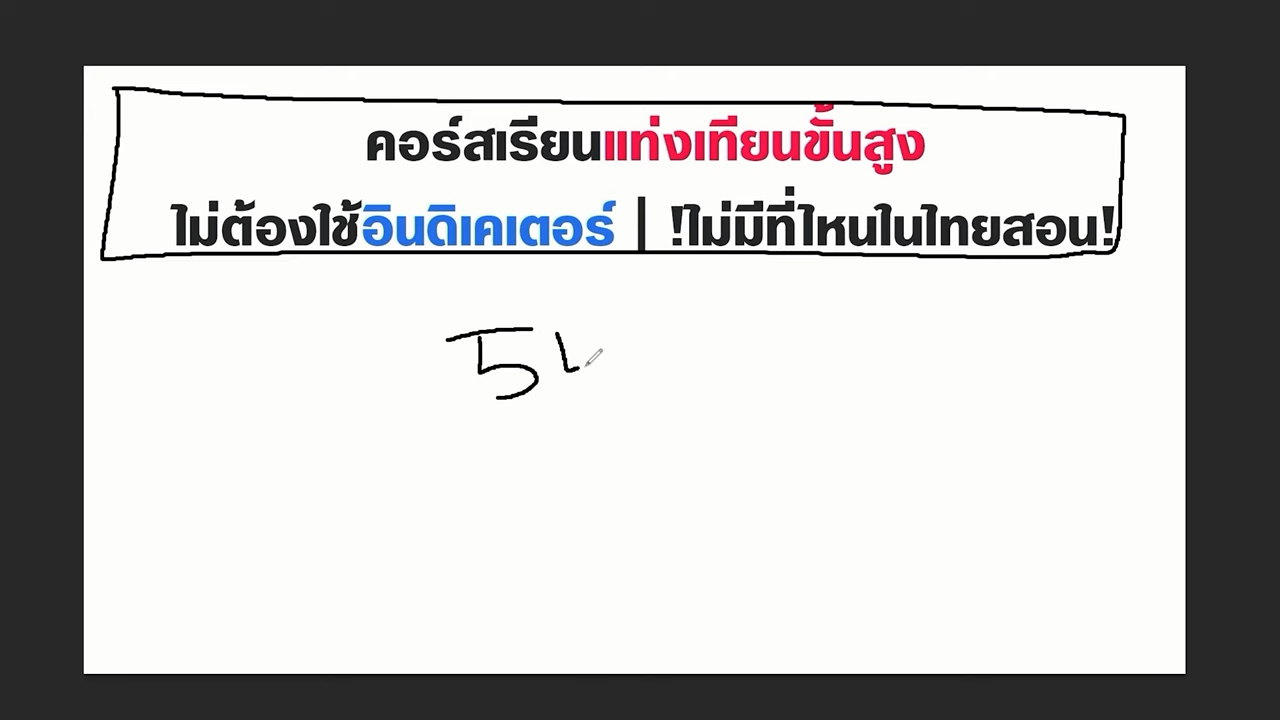 คอร์สเรียนแท่งเทียนขั้นสูง
ไม่ต้องใช้อินดิเคเตอร์ | !ไม่มีที่ไหนในไทยสอน!
5